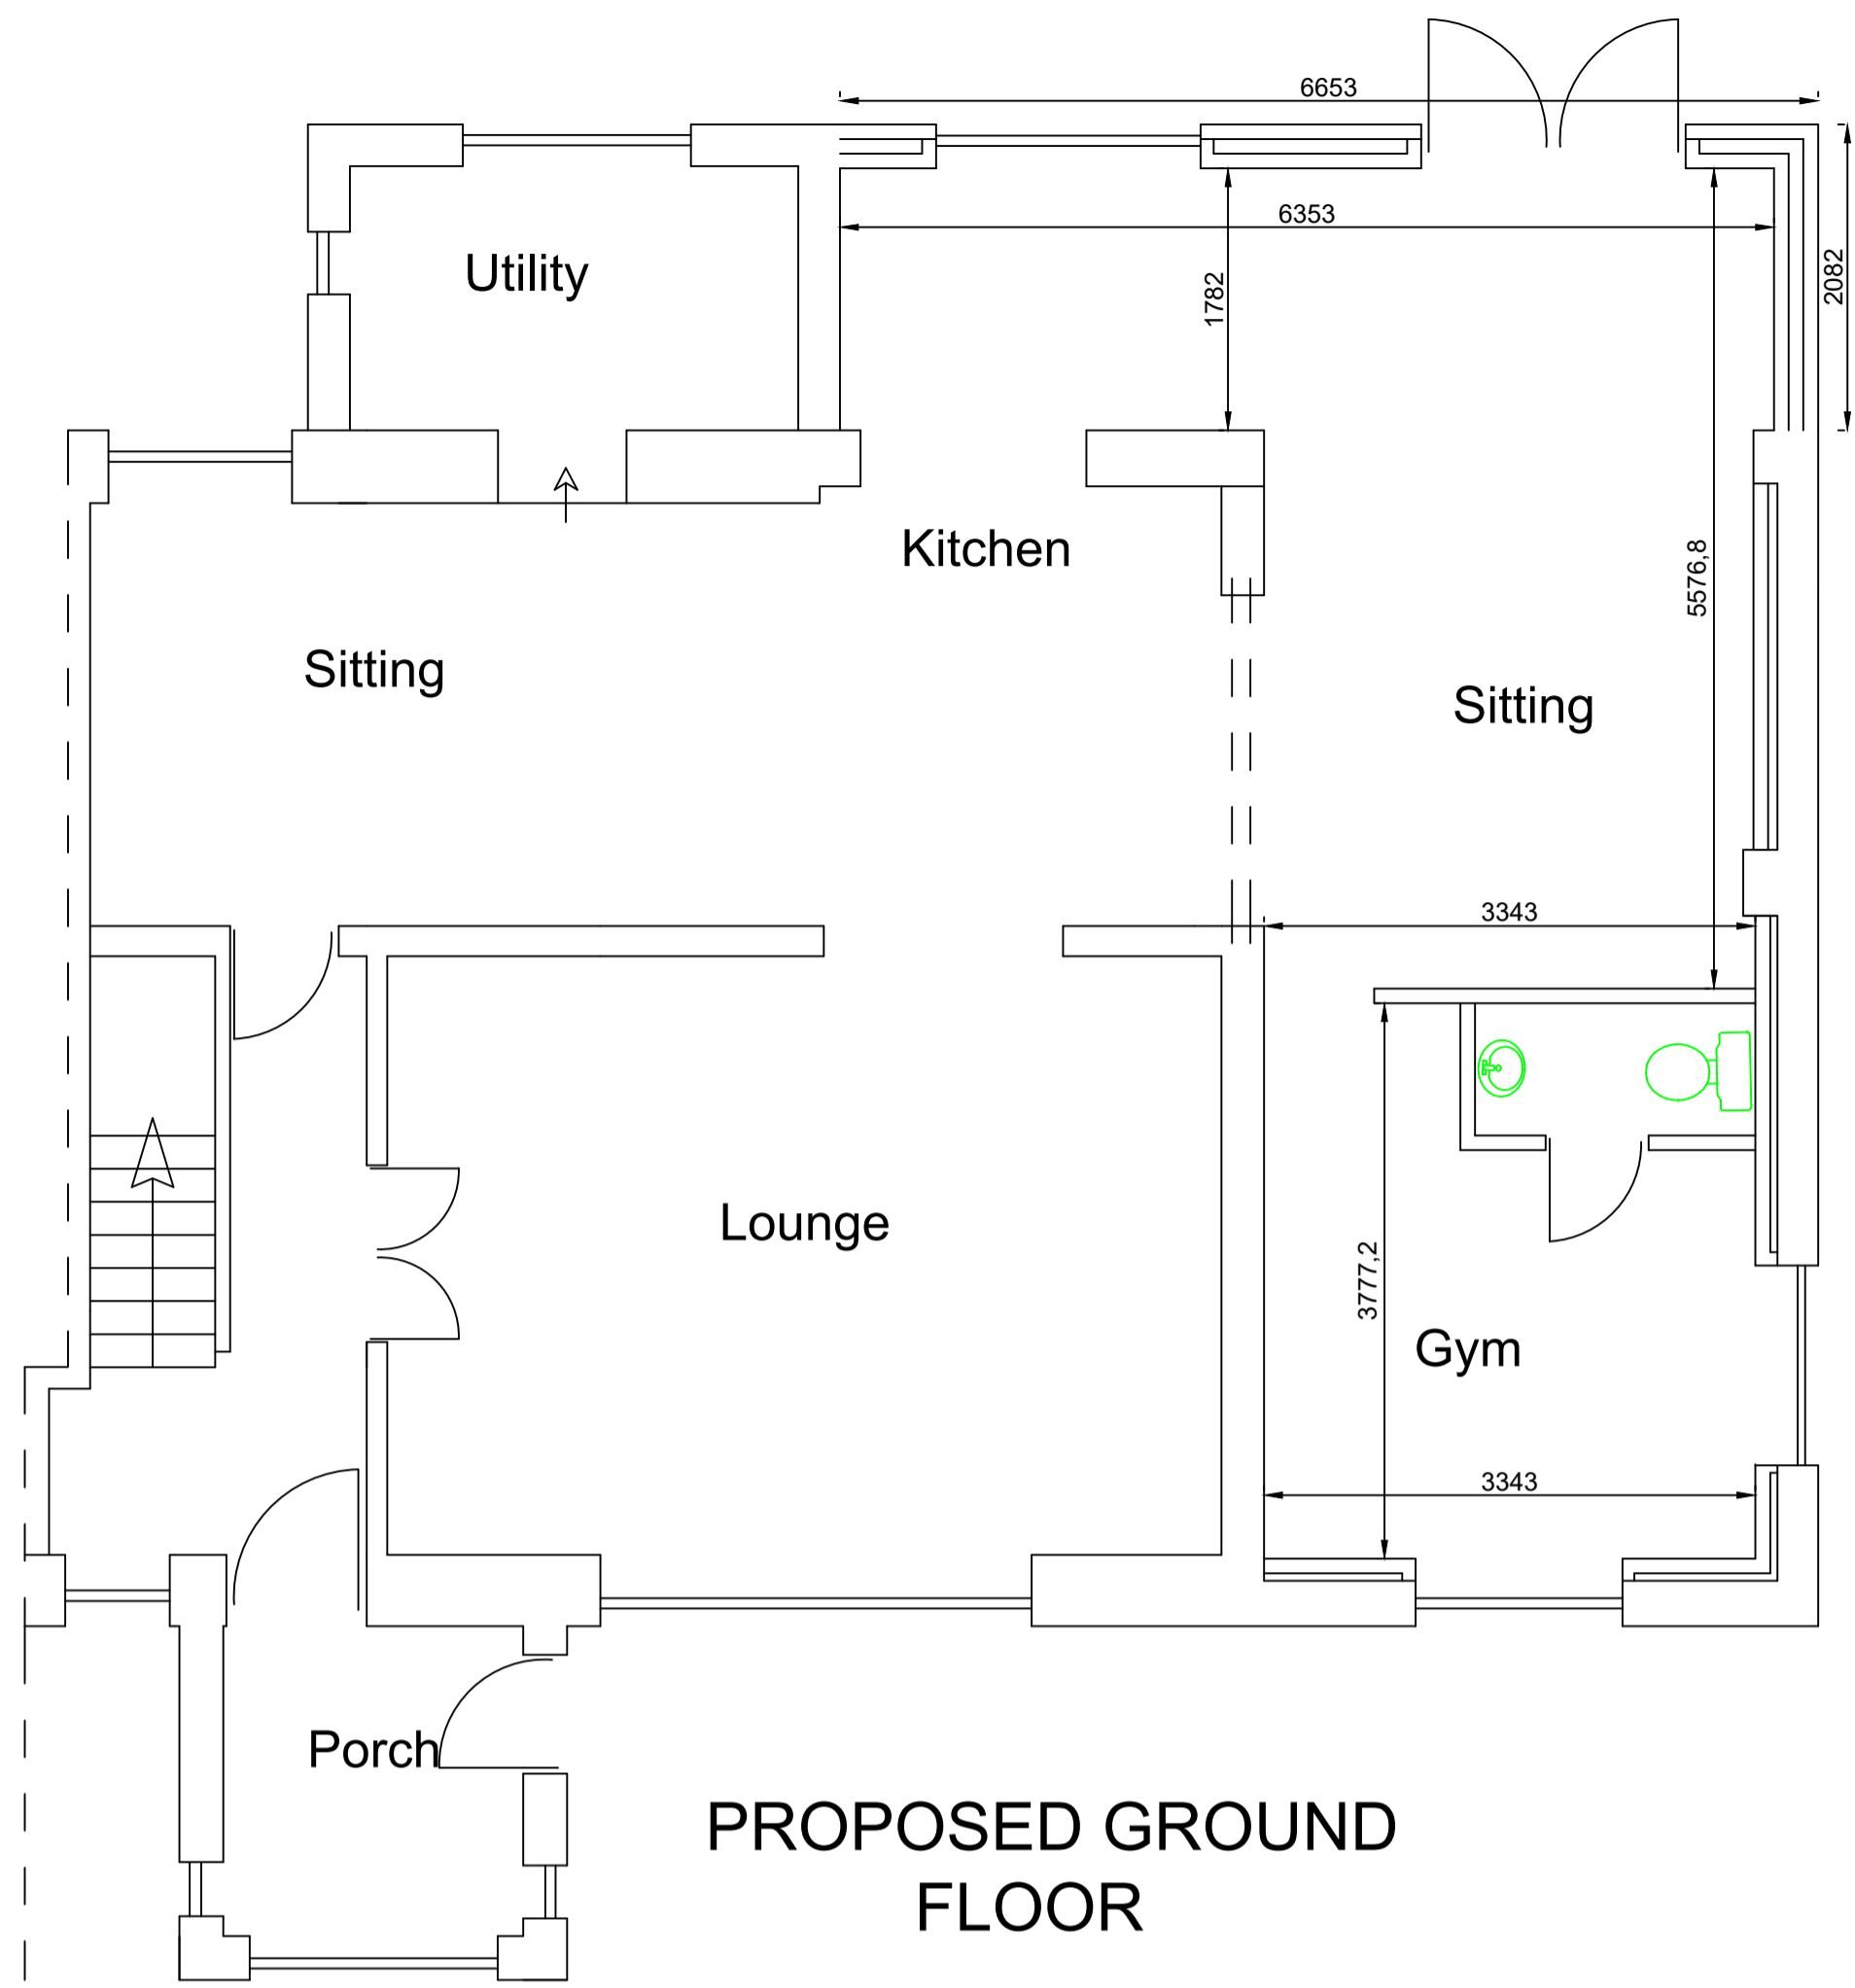 6653
6353
2082
Utility
1782
Kitchen
5576,8
Sitting
Sitting
3343
Lounge
3777,2
Gym
3343
Porch
PROPOSED GROUND
FLOOR